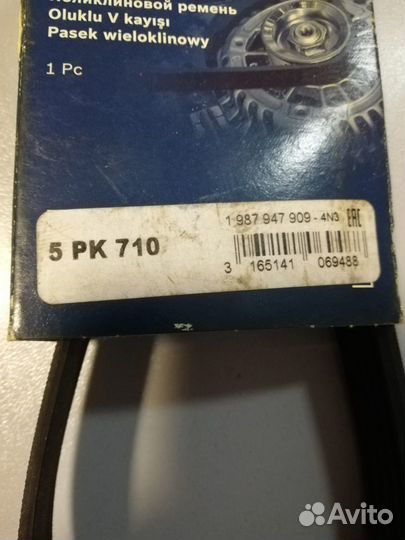 ремень
Oluklu V kayışı
Pasek wieloklinowy
1 Pc
1 987 947 909 - 4N3 EAC
5 PK 710
3 165141 069488
Avito